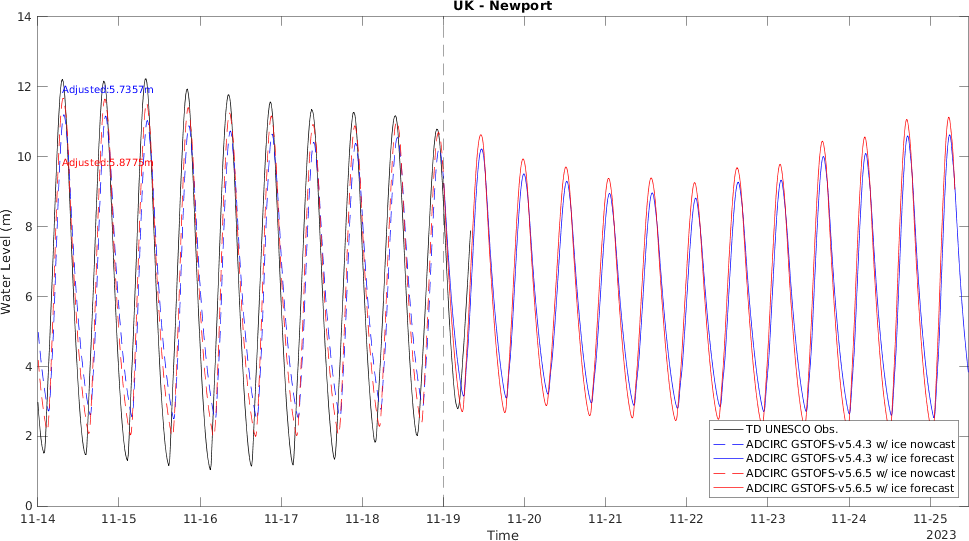 UK - Newport
14
12
10
8
6
4
2
0
Water Level (m)
Adjusted:5.7357m
Adjusted:5.8775m
TD UNESCO Obs.
ADCIRC GSTOFS-v5.4.3 w/ ice nowcast
ADCIRC GSTOFS-v5.4.3 w/ ice forecast
ADCIRC GSTOFS-v5.6.5 w/ ice nowcast
ADCIRC GSTOFS-v5.6.5 w/ ice forecast
11-14 11-15 11-16 11-17 11-18 11-19 11-20 11-21 11-22 11-23 11-24 11-25
Time
2023